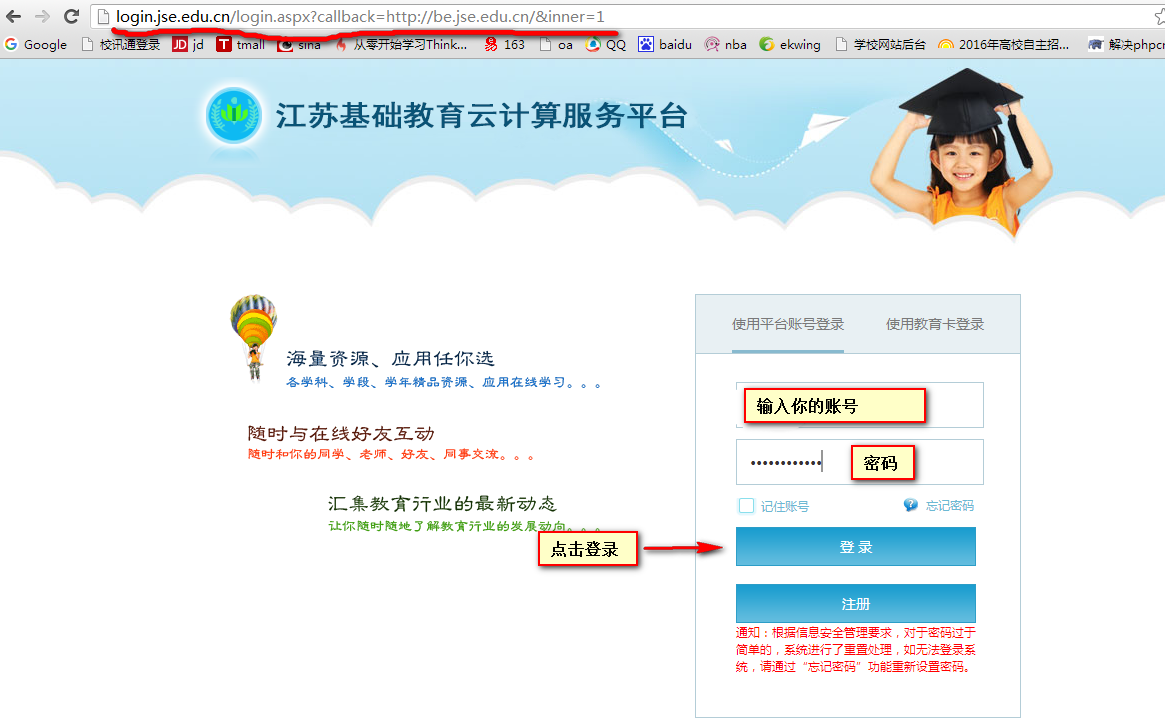 login.jse.edu.cn/login.aspx?callback=http://be.jse.edu.cn/&inner=1
Google 校讯通登录 JD jd T tmall sina 从零开始学习Think... 163 oa QQ baidu nba ekwing 学校网站后台 2016年高校自主招... 解决phpcm
江苏基础教育云计算服务平台
使用平台账号登录 使用教育卡登录
海量资源、应用任你选
各学科、学段、学年精品资源、应用在线学习。。。
输入你的账号
随时与在线好友互动
随时和你的同学、老师、好友、同事交流。。。
密码
汇集教育行业的最新动态
让你随时随地了解教育行业的发展动向。。。
记住账号 忘记密码
点击登录
登 录
注册
通知：根据信息安全管理要求，对于密码过于
简单的，系统进行了重置处理，如无法登录系
统，请通过“忘记密码”功能重新设置密码。